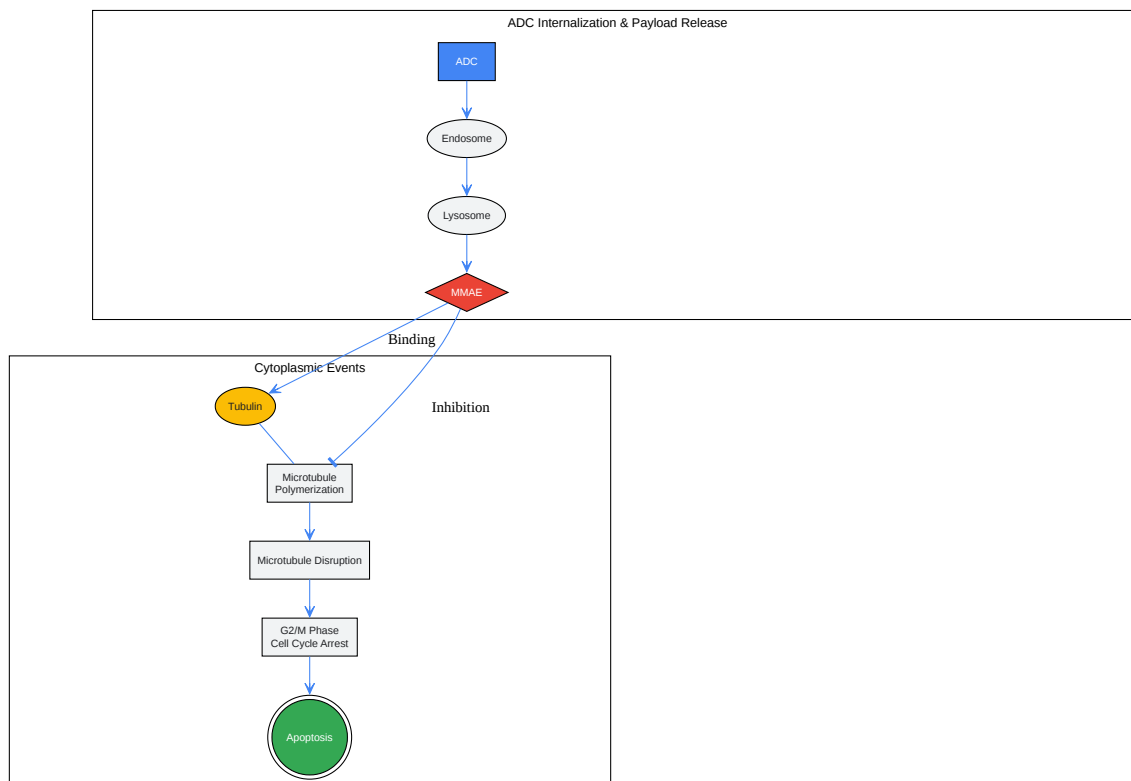 ADC Internalization & Payload Release
ADC
Endosome
Lysosome
MMAE
Binding
Cytoplasmic Events
Tubulin
Inhibition
Microtubule
Polymerization
Microtubule Disruption
G2/M Phase
Cell Cycle Arrest
Apoptosis